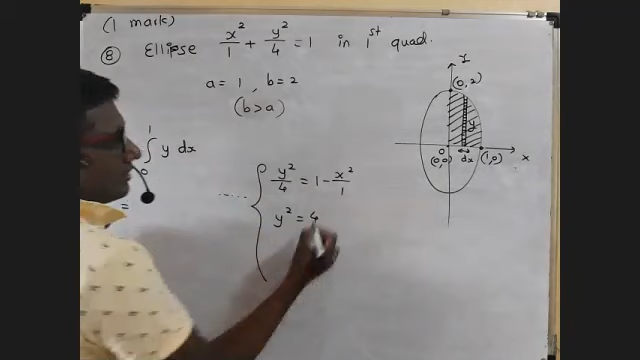 (1 mark)
⑧ Ellipse x²/1 + y²/4 = 1 in 1st quad.
a = 1 , b = 2
(b > a)
∫₀¹ y dx
=
y²/4 = 1 - x²/1
y² = 4
y
(0, 2)
y
0
(0,0)
dx
(1,0)
x